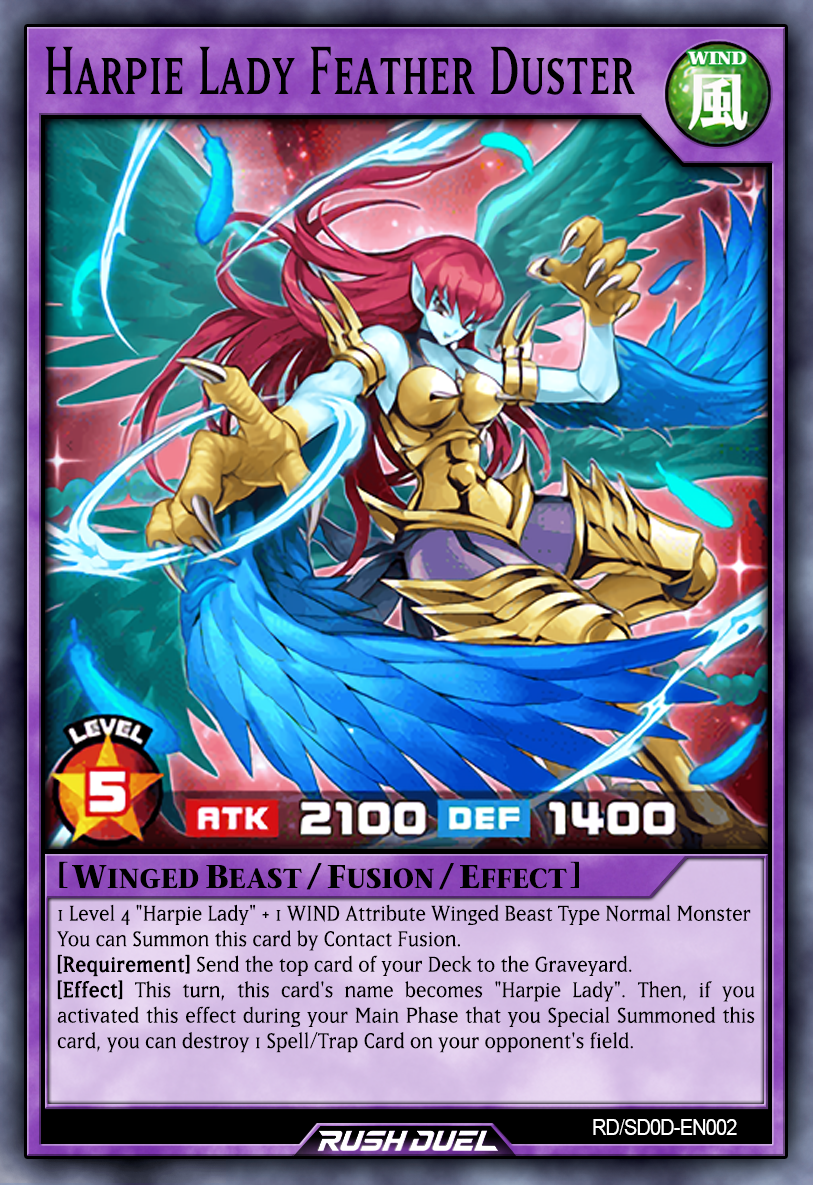 Harpie Lady Feather Duster
WIND
風
LEVEL
5
ATK 2100 DEF 1400
[Winged Beast / Fusion / Effect]
1 Level 4 "Harpie Lady" + 1 WIND Attribute Winged Beast Type Normal Monster
You can Summon this card by Contact Fusion.
[Requirement] Send the top card of your Deck to the Graveyard.
[Effect] This turn, this card's name becomes "Harpie Lady". Then, if you
activated this effect during your Main Phase that you Special Summoned this
card, you can destroy 1 Spell/Trap Card on your opponent's field.
RD/SD0D-EN002
RUSH DUEL